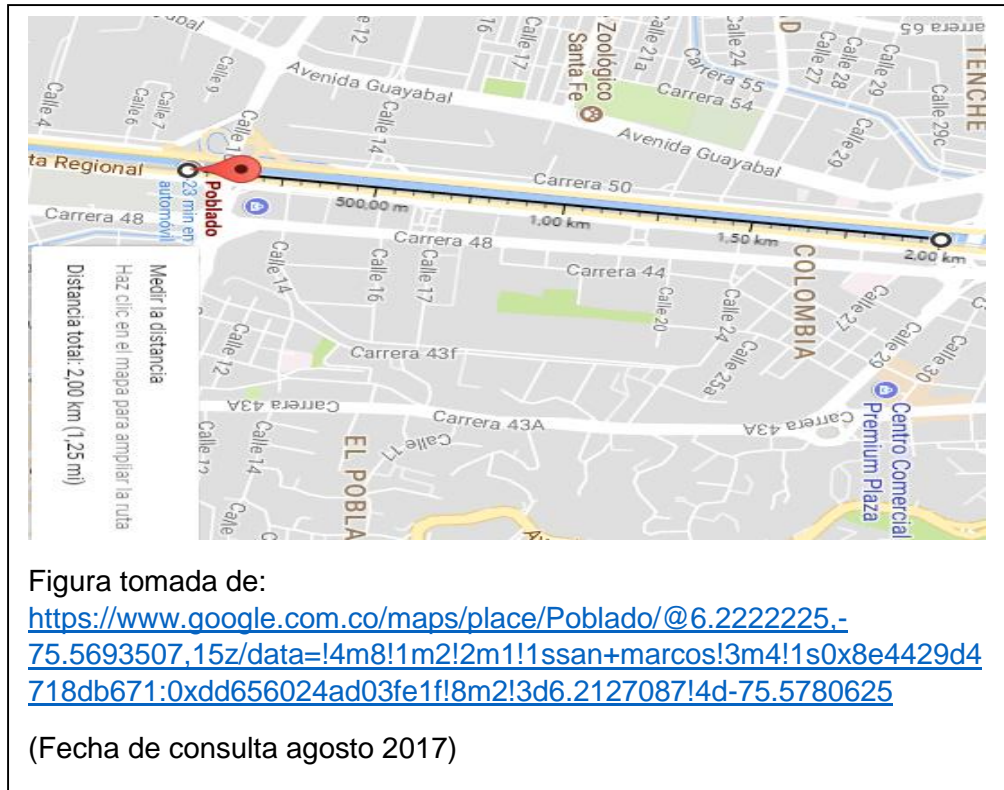 Calle 12
Calle 16
Calle 17
Zoológico
Santa Fe
Calle 21a
Calle 24
Carrera 55
Carrera 54
Calle 27
Calle 28
Calle 29
Carrera 65
TENCHE
Calle 29c
Calle 29
Avenida Guayabal
Avenida Guayabal
Calle 4
Calle 6
Calle 7
Calle 9
Calle 14
ta Regional
Poblado
23 min en
automóvil
Carrera 50
500,00 m
1,00 km
1,50 km
2,00 km
Carrera 48
Carrera 48
Carrera 44
Calle 14
Calle 16
Calle 17
Calle 20
Calle 24
Calle 25a
COLOMBIA
Calle 27
Calle 29
Calle 30
Calle 12
Carrera 43f
Carrera 43A
Carrera 43A
Carrera 43A
Calle 11
Centro Comercial
Premium Plaza
Calle 14
EL POBLA
Medir la distancia
Haz clic en el mapa para ampliar la ruta
Distancia total: 2,00 km (1,25 mi)
Figura tomada de:
https://www.google.com.co/maps/place/Poblado/@6.2222225,-
75.5693507,15z/data=!4m8!1m2!2m1!1ssan+marcos!3m4!1s0x8e4429d4
718db671:0xdd656024ad03fe1f!8m2!3d6.2127087!4d-75.5780625
(Fecha de consulta agosto 2017)